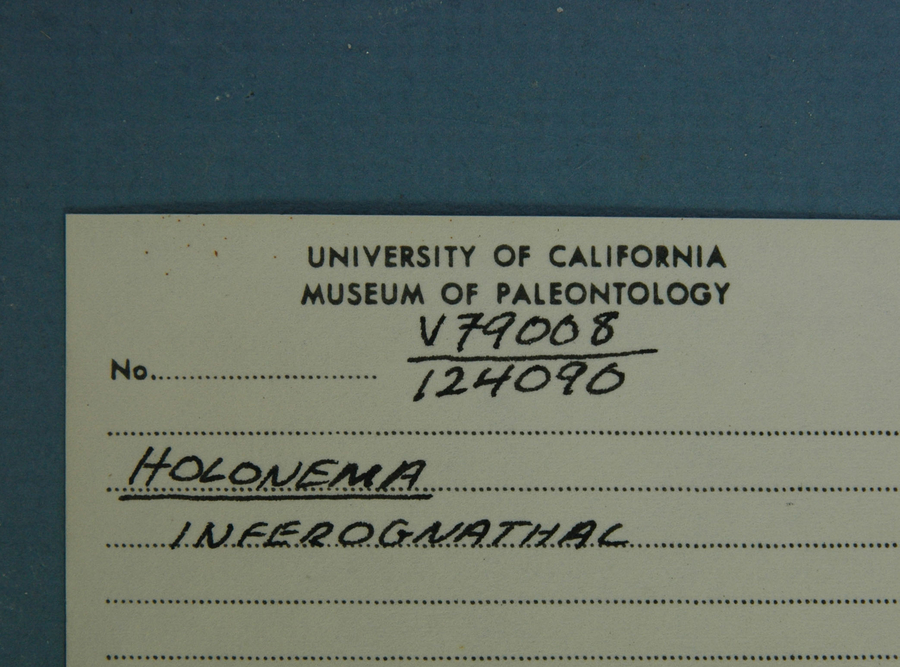 UNIVERSITY OF CALIFORNIA
MUSEUM OF PALEONTOLOGY
V79008
No. 124090
HOLONEMA
INFEROGNATHAL